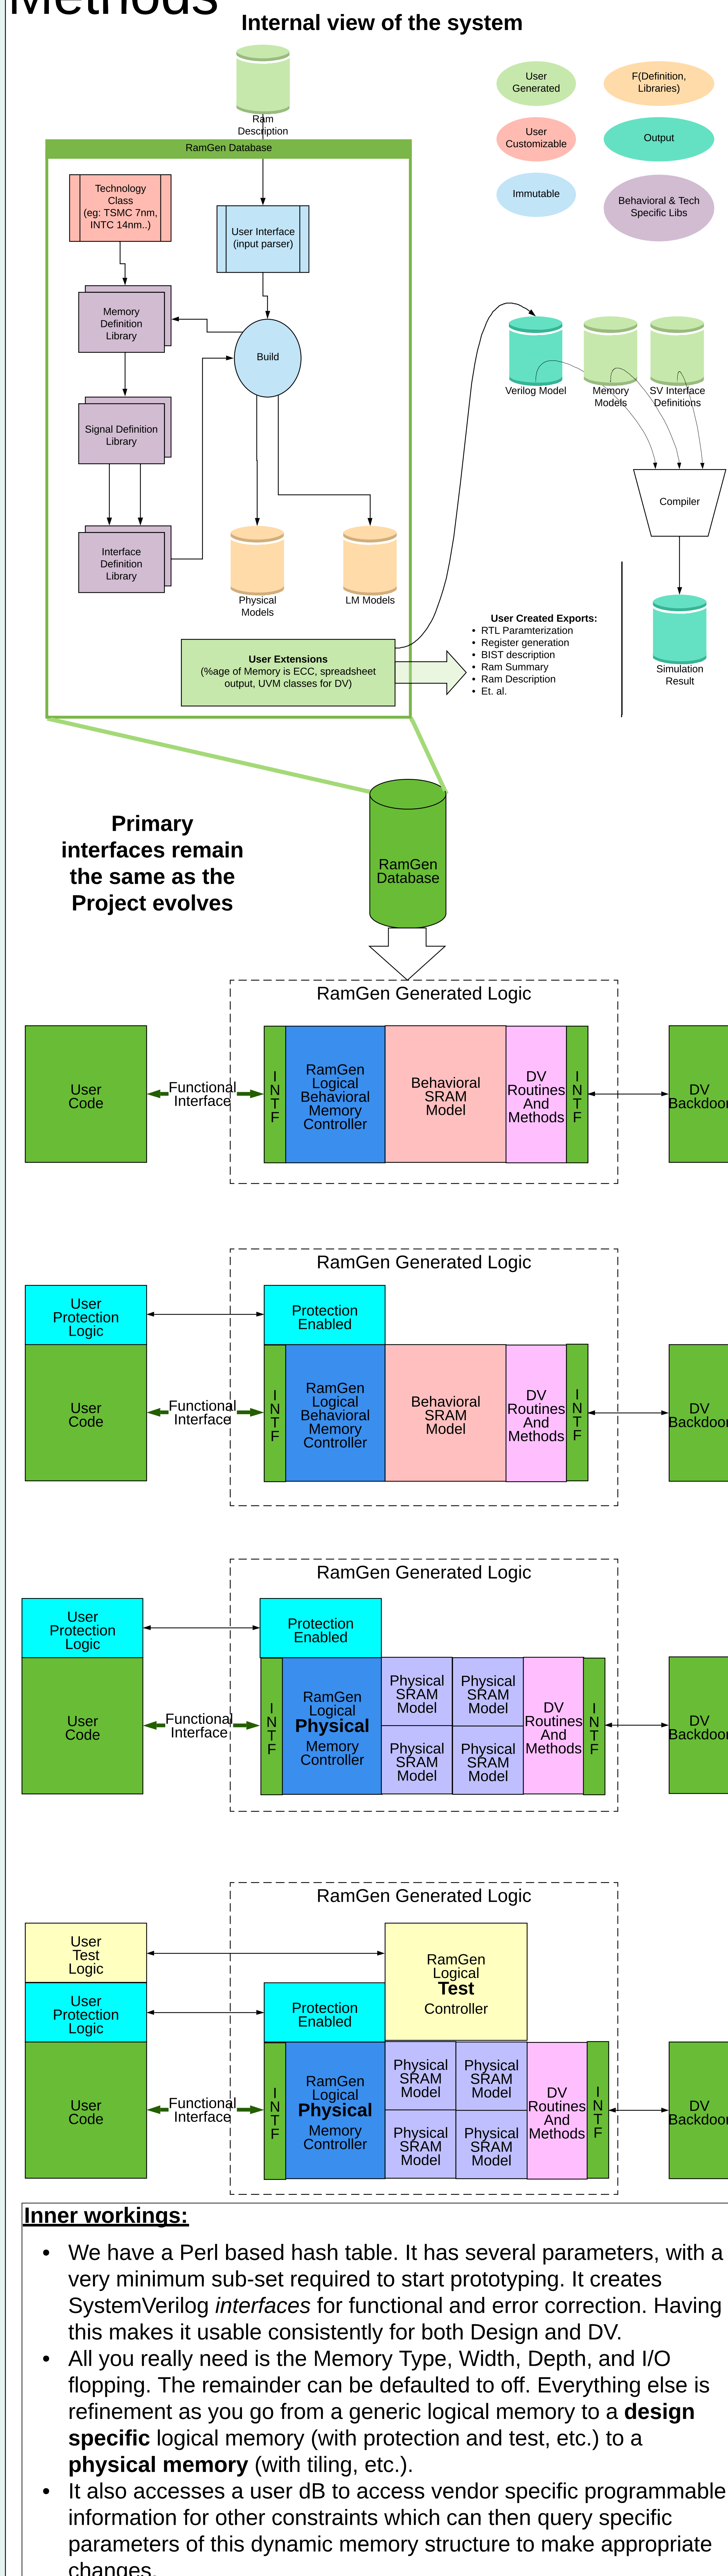 Methods
Internal view of the system
Ram
Description
User
Generated
F(Definition,
Libraries)
User
Customizable
Output
Immutable
Behavioral & Tech
Specific Libs
RamGen Database
Technology
Class
(eg: TSMC 7nm,
INTC 14nm..)
User Interface
(input parser)
Memory
Definition
Library
Build
Signal Definition
Library
Interface
Definition
Library
Physical
Models
LM Models
User Extensions
(%age of Memory is ECC, spreadsheet
output, UVM classes for DV)
Verilog Model
Memory
Models
SV Interface
Definitions
Compiler
Simulation
Result
User Created Exports:
• RTL Paramterization
• Register generation
• BIST description
• Ram Summary
• Ram Description
• Et. al.
Primary
interfaces remain
the same as the
Project evolves
RamGen
Database
RamGen Generated Logic
User
Code
Functional
Interface
I
N
T
F
RamGen
Logical
Behavioral
Memory
Controller
Behavioral
SRAM
Model
DV
Routines
And
Methods
I
N
T
F
DV
Backdoor
RamGen Generated Logic
User
Protection
Logic
Protection
Enabled
User
Code
Functional
Interface
I
N
T
F
RamGen
Logical
Behavioral
Memory
Controller
Behavioral
SRAM
Model
DV
Routines
And
Methods
I
N
T
F
DV
Backdoor
RamGen Generated Logic
User
Protection
Logic
Protection
Enabled
User
Code
Functional
Interface
I
N
T
F
RamGen
Logical
Physical
Memory
Controller
Physical
SRAM
Model
Physical
SRAM
Model
Physical
SRAM
Model
Physical
SRAM
Model
DV
Routines
And
Methods
I
N
T
F
DV
Backdoor
RamGen Generated Logic
User
Test
Logic
RamGen
Logical
Test
Controller
User
Protection
Logic
Protection
Enabled
User
Code
Functional
Interface
I
N
T
F
RamGen
Logical
Physical
Memory
Controller
Physical
SRAM
Model
Physical
SRAM
Model
Physical
SRAM
Model
Physical
SRAM
Model
DV
Routines
And
Methods
I
N
T
F
DV
Backdoor
Inner workings:
• We have a Perl based hash table. It has several parameters, with a
very minimum sub-set required to start prototyping. It creates
SystemVerilog interfaces for functional and error correction. Having
this makes it usable consistently for both Design and DV.
• All you really need is the Memory Type, Width, Depth, and I/O
flopping. The remainder can be defaulted to off. Everything else is
refinement as you go from a generic logical memory to a design
specific logical memory (with protection and test, etc.) to a
physical memory (with tiling, etc.).
• It also accesses a user dB to access vendor specific programmable
information for other constraints which can then query specific
parameters of this dynamic memory structure to make appropriate
changes.